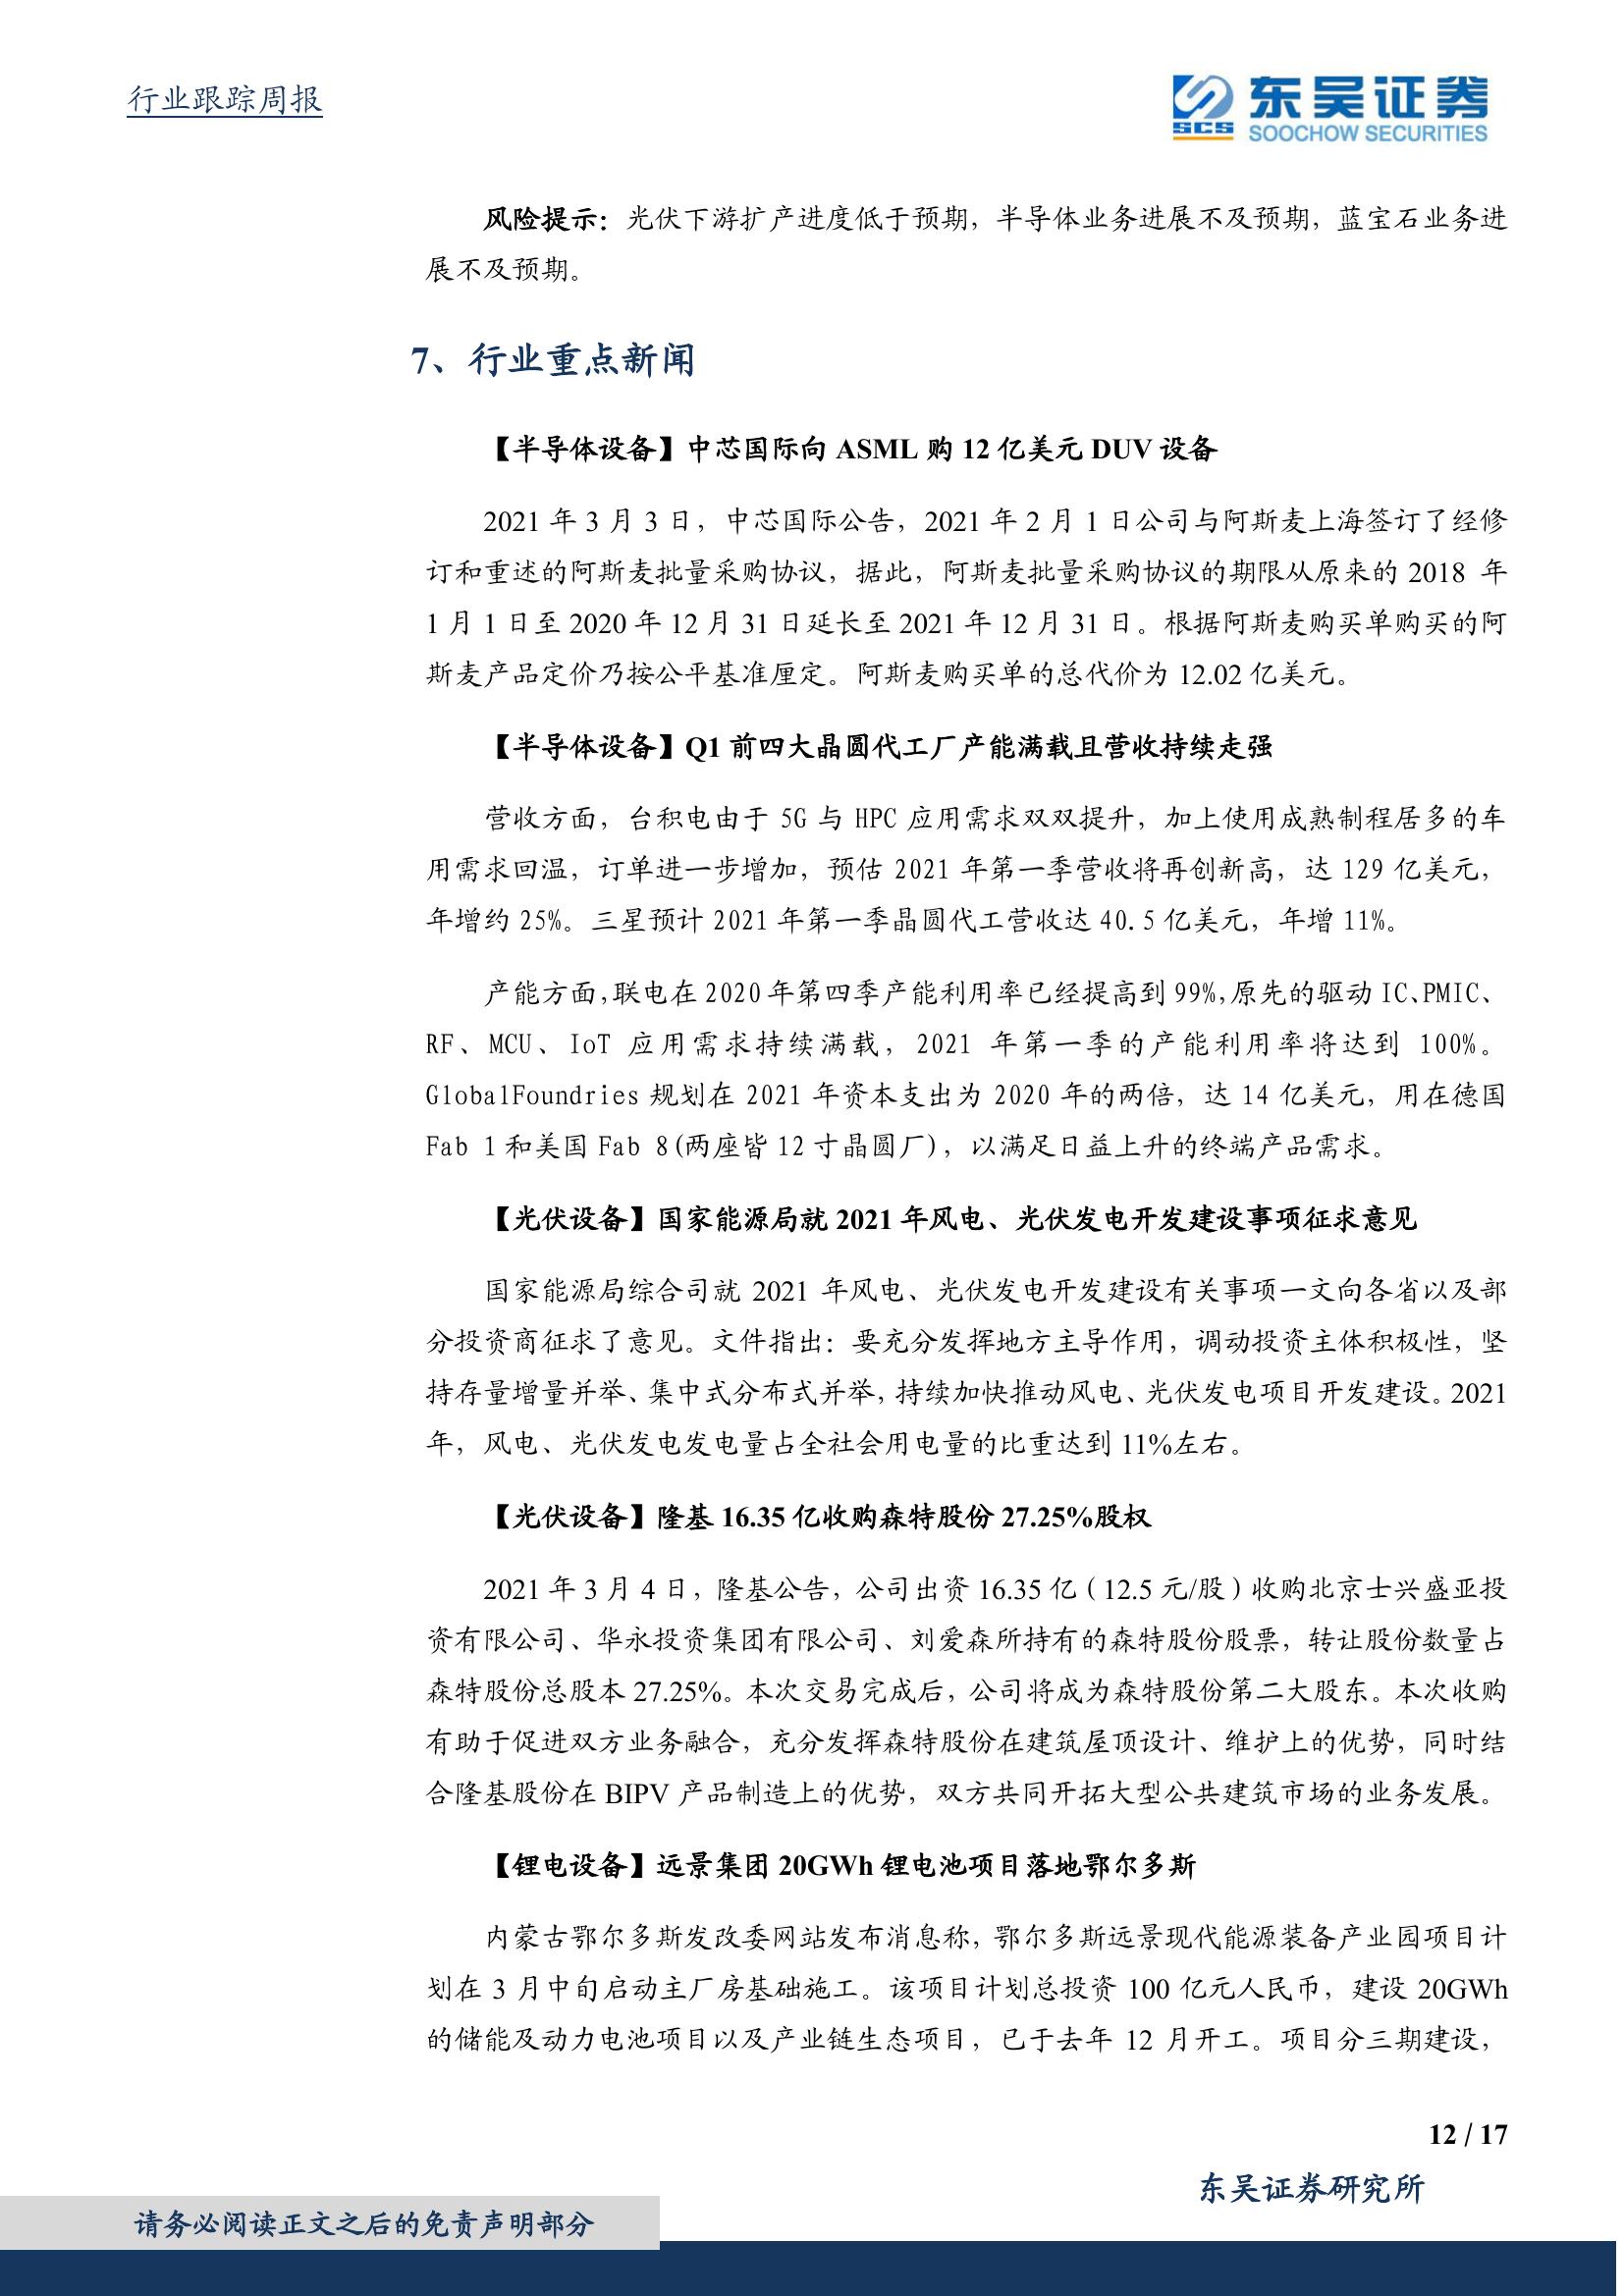 行业跟踪周报
SCS
东吴证券
SOOCHOW SECURITIES
风险提示：光伏下游扩产进度低于预期，半导体业务进展不及预期，蓝宝石业务进
展不及预期。
7、行业重点新闻
【半导体设备】中芯国际向 ASML 购 12 亿美元 DUV 设备
2021 年 3 月 3 日，中芯国际公告，2021 年 2 月 1 日公司与阿斯麦上海签订了经修
订和重述的阿斯麦批量采购协议，据此，阿斯麦批量采购协议的期限从原来的 2018 年
1 月 1 日至 2020 年 12 月 31 日延长至 2021 年 12 月 31 日。根据阿斯麦购买单购买的阿
斯麦产品定价乃按公平基准厘定。阿斯麦购买单的总代价为 12.02 亿美元。
【半导体设备】Q1 前四大晶圆代工厂产能满载且营收持续走强
营收方面，台积电由于 5G 与 HPC 应用需求双双提升，加上使用成熟制程居多的车
用需求回温，订单进一步增加，预估 2021 年第一季营收将再创新高，达 129 亿美元，
年增约 25%。三星预计 2021 年第一季晶圆代工营收达 40.5 亿美元，年增 11%。
产能方面，联电在 2020 年第四季产能利用率已经提高到 99%，原先的驱动 IC、PMIC、
RF、MCU、IoT 应用需求持续满载，2021 年第一季的产能利用率将达到 100%。
GlobalFoundries 规划在 2021 年资本支出为 2020 年的两倍，达 14 亿美元，用在德国
Fab 1 和美国 Fab 8(两座皆 12 寸晶圆厂)，以满足日益上升的终端产品需求。
【光伏设备】国家能源局就 2021 年风电、光伏发电开发建设事项征求意见
国家能源局综合司就 2021 年风电、光伏发电开发建设有关事项一文向各省以及部
分投资商征求了意见。文件指出：要充分发挥地方主导作用，调动投资主体积极性，坚
持存量增量并举、集中式分布式并举，持续加快推动风电、光伏发电项目开发建设。2021
年，风电、光伏发电发电量占全社会用电量的比重达到 11%左右。
【光伏设备】隆基 16.35 亿收购森特股份 27.25%股权
2021 年 3 月 4 日，隆基公告，公司出资 16.35 亿（12.5 元/股）收购北京士兴盛亚投
资有限公司、华永投资集团有限公司、刘爱森所持有的森特股份股票，转让股份数量占
森特股份总股本 27.25%。本次交易完成后，公司将成为森特股份第二大股东。本次收购
有助于促进双方业务融合，充分发挥森特股份在建筑屋顶设计、维护上的优势，同时结
合隆基股份在 BIPV 产品制造上的优势，双方共同开拓大型公共建筑市场的业务发展。
【锂电设备】远景集团 20GWh 锂电池项目落地鄂尔多斯
内蒙古鄂尔多斯发改委网站发布消息称，鄂尔多斯远景现代能源装备产业园项目计
划在 3 月中旬启动主厂房基础施工。该项目计划总投资 100 亿元人民币，建设 20GWh
的储能及动力电池项目以及产业链生态项目，已于去年 12 月开工。项目分三期建设，
12 / 17
东吴证券研究所
请务必阅读正文之后的免责声明部分